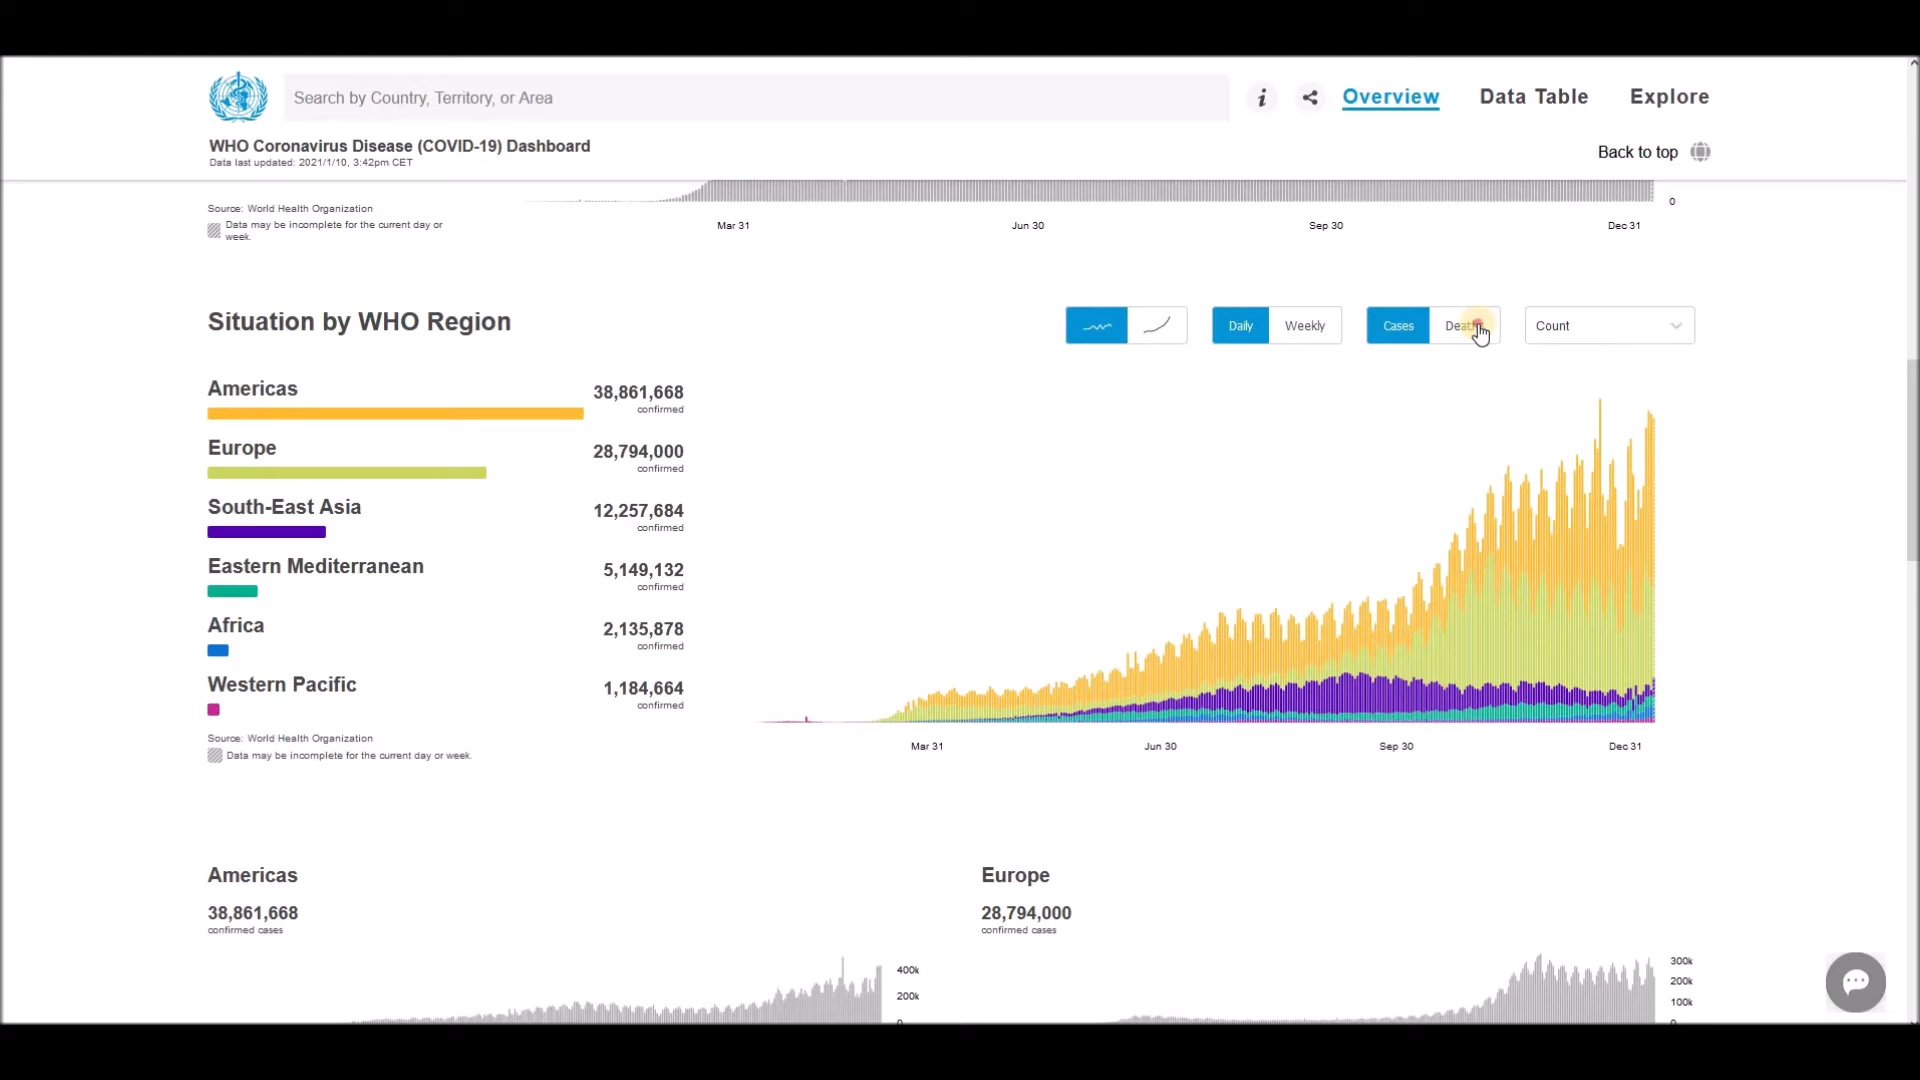 Search by Country, Territory, or Area
i
Overview
Data Table
Explore
WHO Coronavirus Disease (COVID-19) Dashboard
Data last updated: 2021/1/10, 3:42pm CET
Back to top
Source: World Health Organization
Data may be incomplete for the current day or
week.
0
Mar 31
Jun 30
Sep 30
Dec 31
Situation by WHO Region
Daily
Weekly
Cases
Count
Americas
38,861,668
confirmed
Europe
28,794,000
confirmed
South-East Asia
12,257,684
confirmed
Eastern Mediterranean
5,149,132
confirmed
Africa
2,135,878
confirmed
Western Pacific
1,184,664
confirmed
Source: World Health Organization
Data may be incomplete for the current day or week.
Mar 31
Jun 30
Sep 30
Dec 31
Americas
38,861,668
confirmed cases
400k
200k
0
Europe
28,794,000
confirmed cases
300k
200k
100k